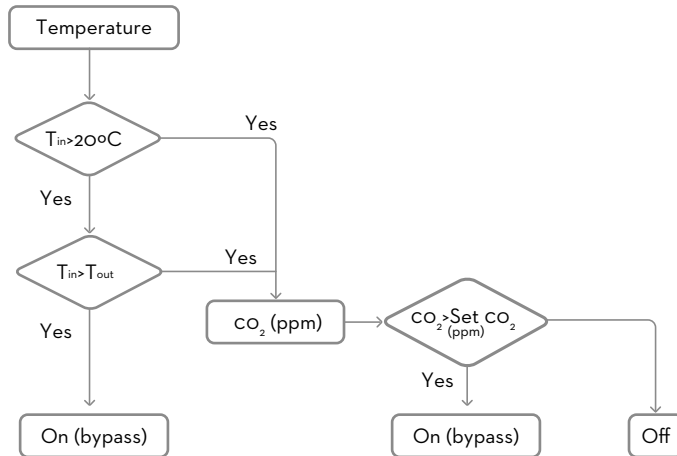 Temperature
Yes
Tin>20ºC
Yes
Yes
Tin>Tout
Yes
CO2 (ppm)
CO2>Set CO2
(ppm)
Yes
On (bypass)
On (bypass)
Off